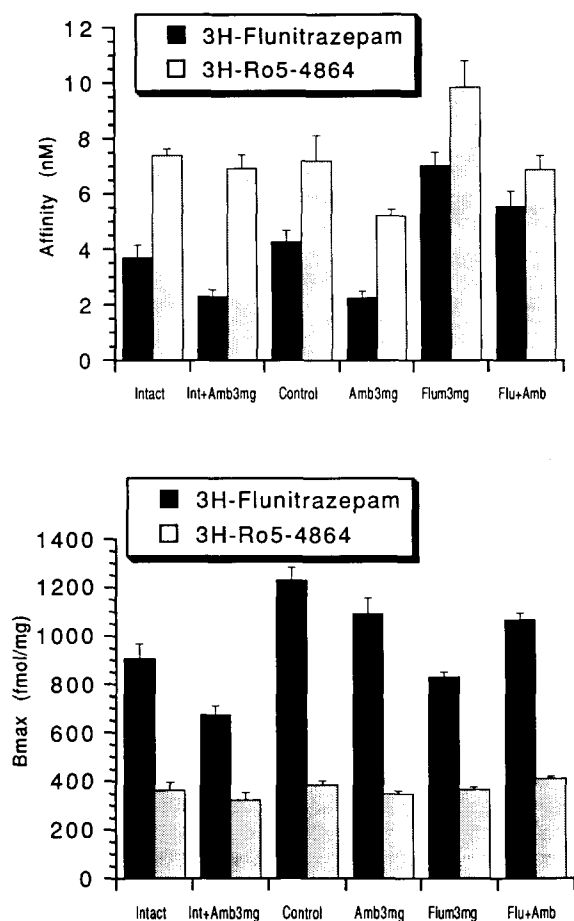 12
3H-Flunitrazepam
10
3H-Ro5-4864
8
6
4
2
0
Affinity (nM)
Intact Int+Amb3mg Control Amb3mg Flum3mg Flu+Amb
3H-Flunitrazepam
3H-Ro5-4864
1400
1200
1000
800
600
400
200
0
Bmax (fmol/mg)
Intact Int+Amb3mg Control Amb3mg Flum3mg Flu+Amb